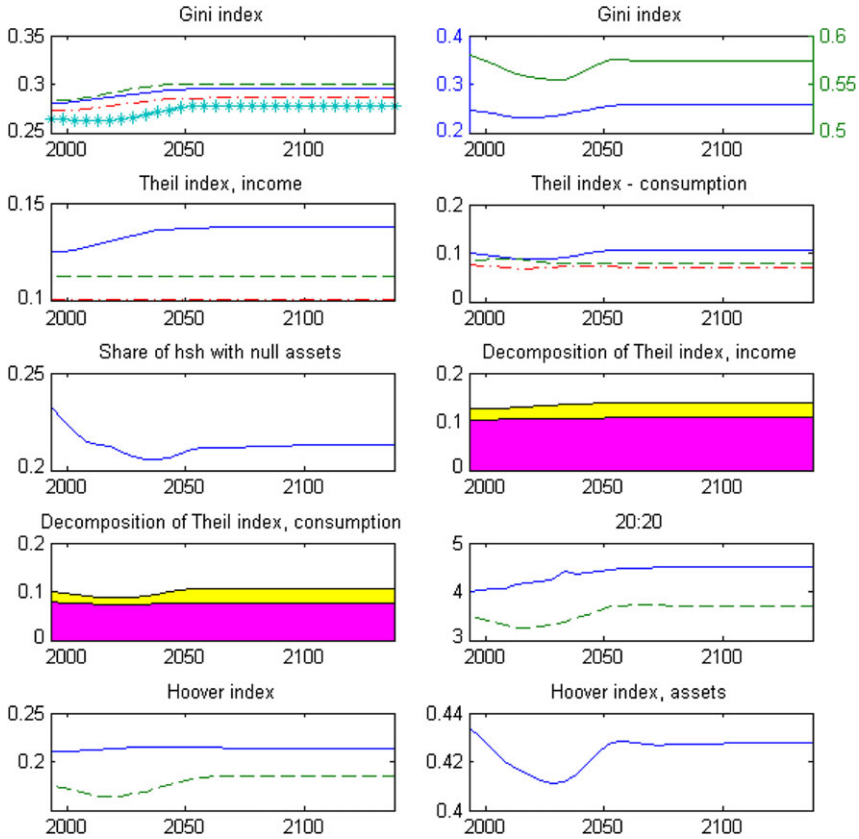 Gini index
0.35
0.3
0.25
2000 2050 2100
Gini index
0.4
0.3
0.2
0.6
0.55
0.5
2000 2050 2100
Theil index, income
0.15
0.1
2000 2050 2100
Theil index - consumption
0.2
0.1
0
2000 2050 2100
Share of hsh with null assets
0.25
0.2
2000 2050 2100
Decomposition of Theil index, income
0.2
0.1
0
2000 2050 2100
Decomposition of Theil index, consumption
0.2
0.1
0
2000 2050 2100
20:20
5
4
3
2000 2050 2100
Hoover index
0.25
0.2
2000 2050 2100
Hoover index, assets
0.44
0.42
0.4
2000 2050 2100